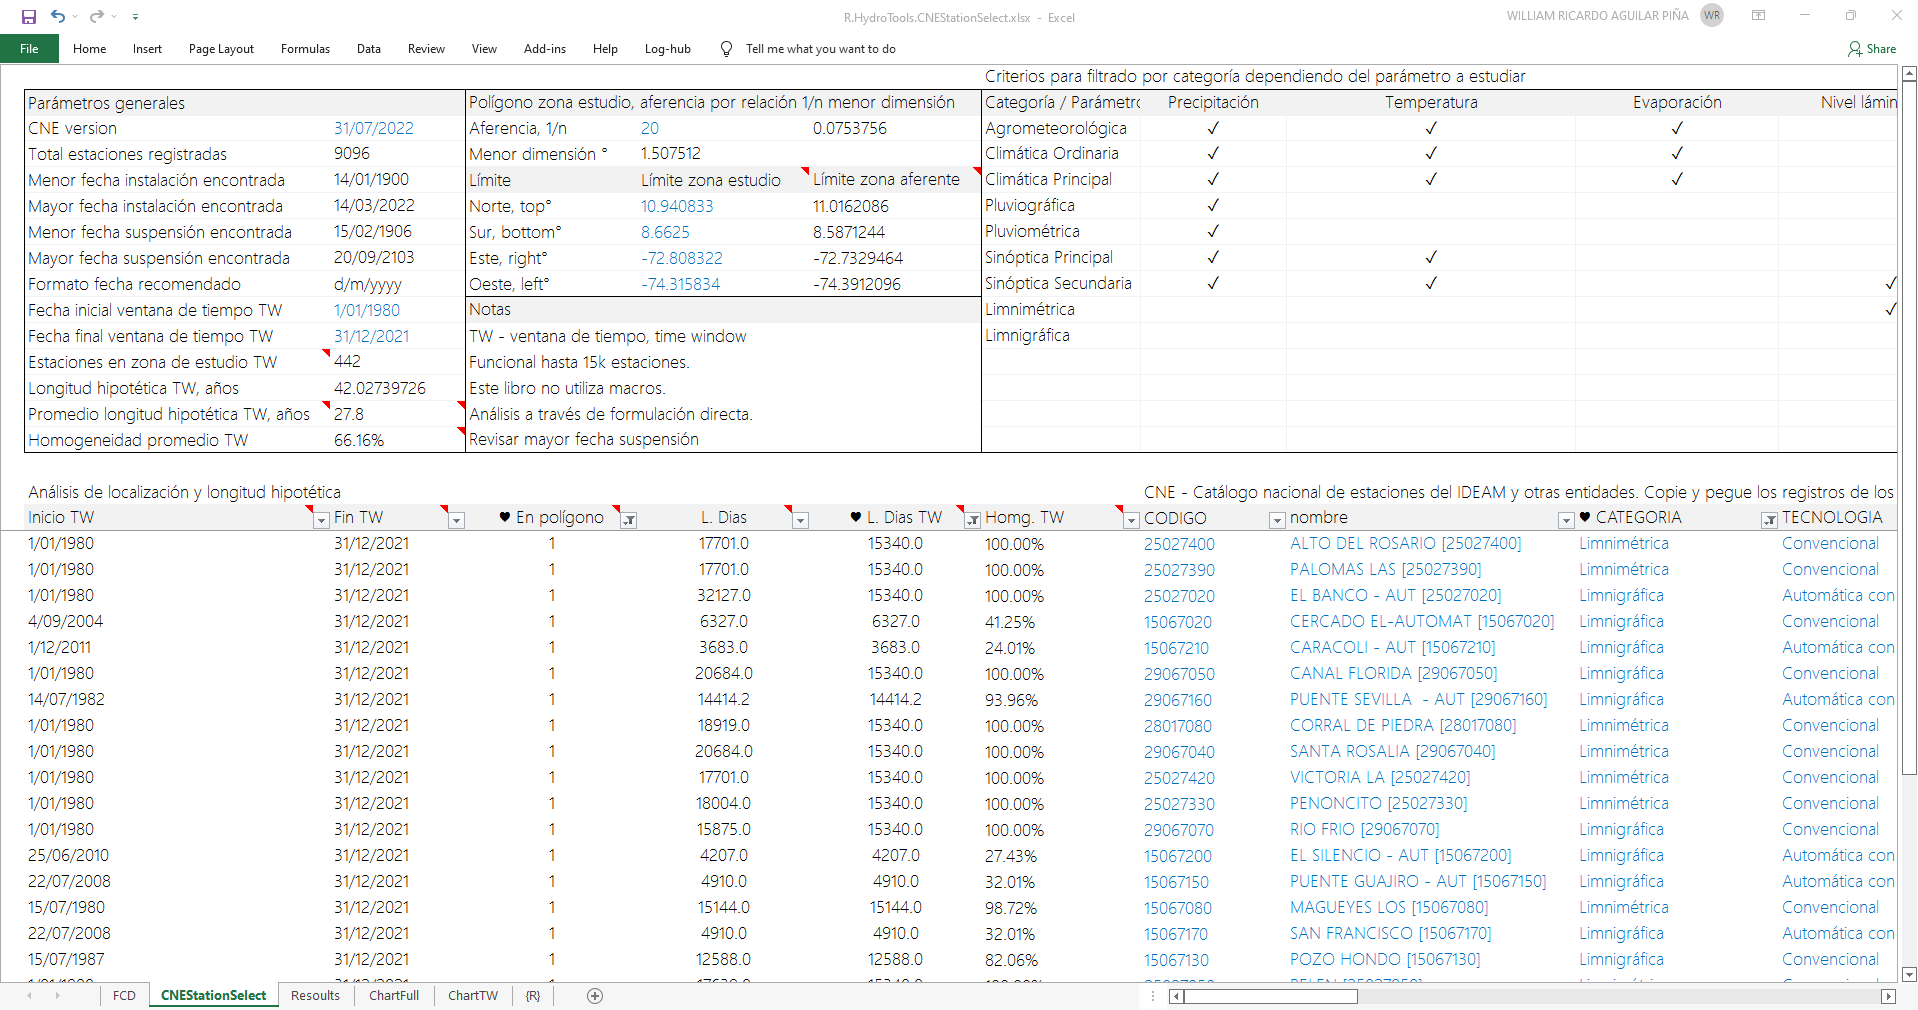 R.HydroTools.CNEStationSelect.xlsx - Excel
WILLIAM RICARDO AGUILAR PIÑA WR
File Home Insert Page Layout Formulas Data Review View Add-ins Help Log-hub Tell me what you want to do Share
Criterios para filtrado por categoría dependiendo del parámetro a estudiar
Parámetros generales Polígono zona estudio, aferencia por relación 1/n menor dimensión Categoría / Parámetro Precipitación Temperatura Evaporación Nivel lámin
CNE version 31/07/2022 Aferencia, 1/n 20 0.0753756 Agrometeorológica ✓ ✓ ✓
Total estaciones registradas 9096 Menor dimensión ° 1.507512 Climática Ordinaria ✓ ✓ ✓
Menor fecha instalación encontrada 14/01/1900 Límite Límite zona estudio Límite zona aferente Climática Principal ✓ ✓ ✓
Mayor fecha instalación encontrada 14/03/2022 Norte, top° 10.940833 11.0162086 Pluviográfica ✓
Menor fecha suspensión encontrada 15/02/1906 Sur, bottom° 8.6625 8.5871244 Pluviométrica ✓
Mayor fecha suspensión encontrada 20/09/2103 Este, right° -72.808322 -72.7329464 Sinóptica Principal ✓ ✓
Formato fecha recomendado d/m/yyyy Oeste, left° -74.315834 -74.3912096 Sinóptica Secundaria ✓ ✓ ✓
Fecha inicial ventana de tiempo TW 1/01/1980 Notas Limnimétrica ✓
Fecha final ventana de tiempo TW 31/12/2021 TW - ventana de tiempo, time window Limnigráfica
Estaciones en zona de estudio TW 442 Funcional hasta 15k estaciones.
Longitud hipotética TW, años 42.02739726 Este libro no utiliza macros.
Promedio longitud hipotética TW, años 27.8 Análisis a través de formulación directa.
Homogeneidad promedio TW 66.16% Revisar mayor fecha suspensión
Análisis de localización y longitud hipotética CNE - Catálogo nacional de estaciones del IDEAM y otras entidades. Copie y pegue los registros de los
Inicio TW Fin TW ♥ En polígono L. Dias ♥ L. Dias TW Homg. TW CODIGO nombre ♥ CATEGORIA TECNOLOGIA
1/01/1980 31/12/2021 1 17701.0 15340.0 100.00% 25027400 ALTO DEL ROSARIO [25027400] Limnimétrica Convencional
1/01/1980 31/12/2021 1 17701.0 15340.0 100.00% 25027390 PALOMAS LAS [25027390] Limnimétrica Convencional
1/01/1980 31/12/2021 1 32127.0 15340.0 100.00% 25027020 EL BANCO - AUT [25027020] Limnigráfica Automática con
4/09/2004 31/12/2021 1 6327.0 6327.0 41.25% 15067020 CERCADO EL-AUTOMAT [15067020] Limnigráfica Convencional
1/12/2011 31/12/2021 1 3683.0 3683.0 24.01% 15067210 CARACOLI - AUT [15067210] Limnigráfica Automática con
1/01/1980 31/12/2021 1 20684.0 15340.0 100.00% 29067050 CANAL FLORIDA [29067050] Limnigráfica Convencional
14/07/1982 31/12/2021 1 14414.2 14414.2 93.96% 29067160 PUENTE SEVILLA - AUT [29067160] Limnigráfica Automática con
1/01/1980 31/12/2021 1 18919.0 15340.0 100.00% 28017080 CORRAL DE PIEDRA [28017080] Limnimétrica Convencional
1/01/1980 31/12/2021 1 20684.0 15340.0 100.00% 29067040 SANTA ROSALIA [29067040] Limnimétrica Convencional
1/01/1980 31/12/2021 1 17701.0 15340.0 100.00% 25027420 VICTORIA LA [25027420] Limnimétrica Convencional
1/01/1980 31/12/2021 1 18004.0 15340.0 100.00% 25027330 PENONCITO [25027330] Limnimétrica Convencional
1/01/1980 31/12/2021 1 15875.0 15340.0 100.00% 29067070 RIO FRIO [29067070] Limnigráfica Convencional
25/06/2010 31/12/2021 1 4207.0 4207.0 27.43% 15067200 EL SILENCIO - AUT [15067200] Limnigráfica Automática con
22/07/2008 31/12/2021 1 4910.0 4910.0 32.01% 15067150 PUENTE GUAJIRO - AUT [15067150] Limnigráfica Automática con
15/07/1980 31/12/2021 1 15144.0 15144.0 98.72% 15067080 MAGUEYES LOS [15067080] Limnimétrica Convencional
22/07/2008 31/12/2021 1 4910.0 4910.0 32.01% 15067170 SAN FRANCISCO [15067170] Limnigráfica Automática con
15/07/1987 31/12/2021 1 12588.0 12588.0 82.06% 15067130 POZO HONDO [15067130] Limnigráfica Convencional
FCD CNEStationSelect Resoults ChartFull ChartTW {R}